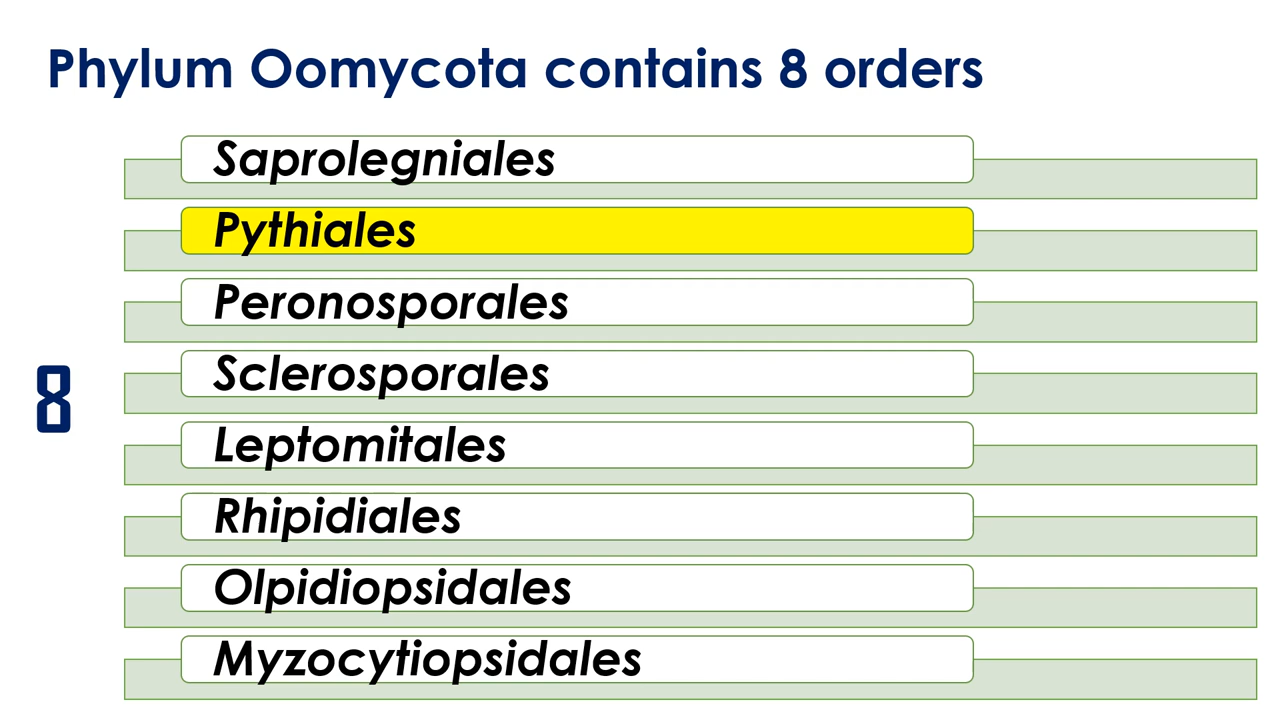 Phylum Oomycota contains 8 orders
Saprolegniales
Pythiales
Peronosporales
Sclerosporales
8
Leptomitales
Rhipidiales
Olpidiopsidales
Myzocytiopsidales